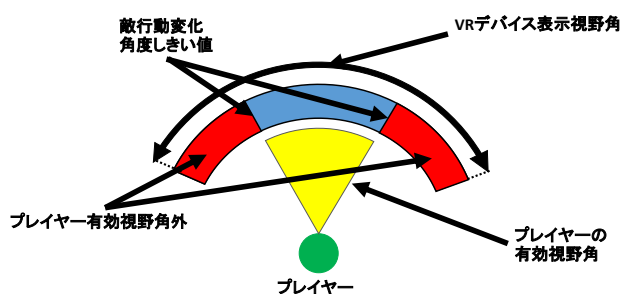 敵行動変化
角度しきい値
VRデバイス表示視野角
プレイヤー有効視野角外
プレイヤーの
有効視野角
プレイヤー